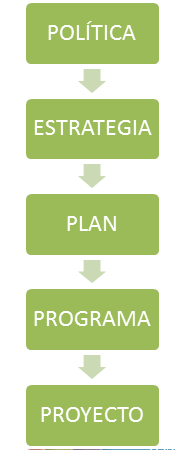 POLÍTICA
ESTRATEGIA
PLAN
PROGRAMA
PROYECTO